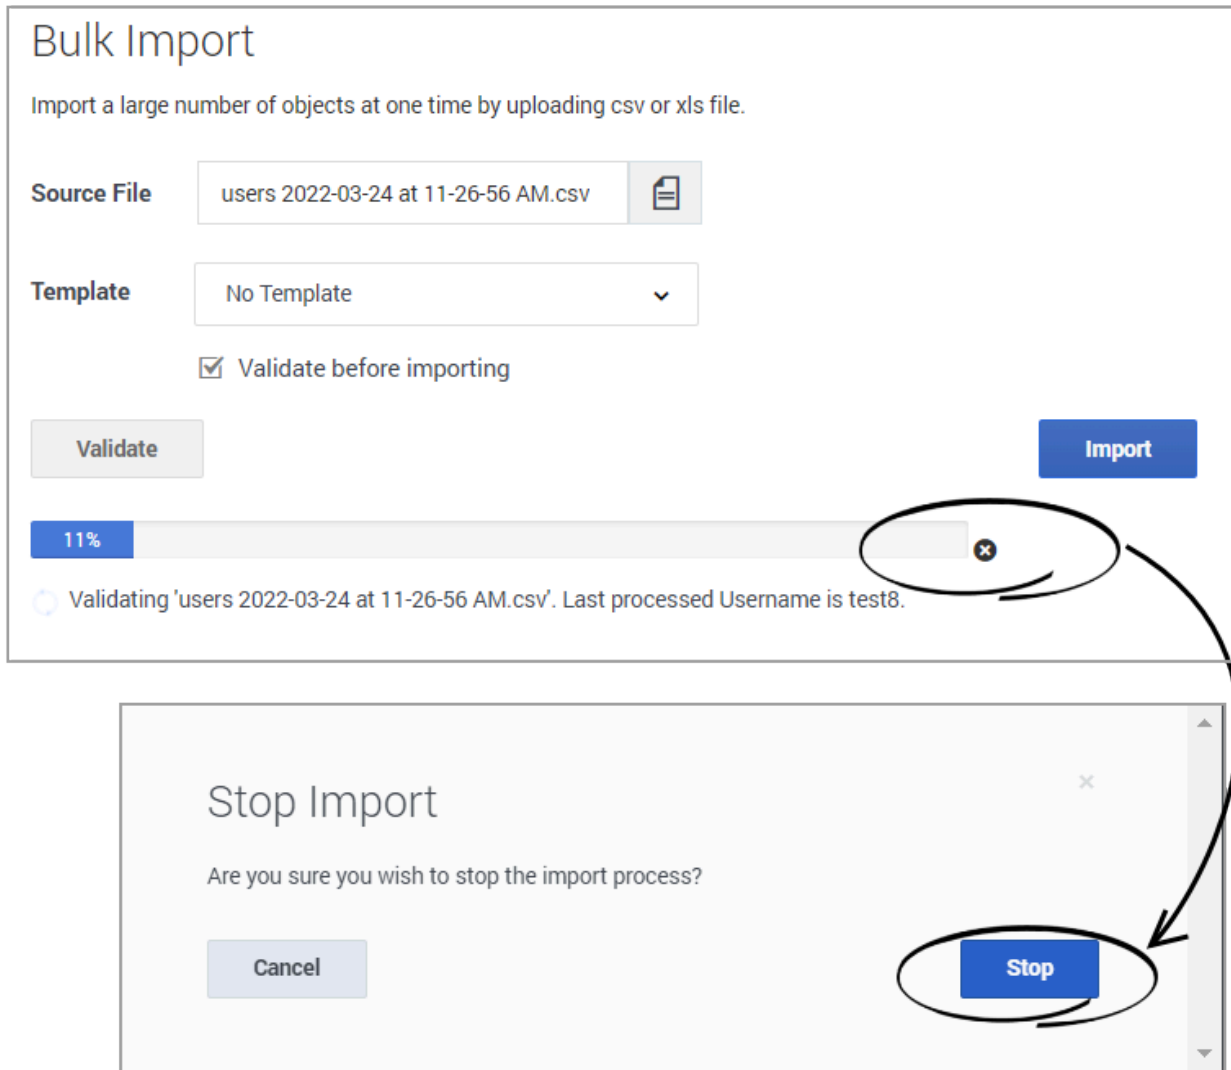 Bulk Import
Import a large number of objects at one time by uploading csv or xls file.
Source File
users 2022-03-24 at 11-26-56 AM.csv
Template
No Template
Validate before importing
Validate
Import
11%
Validating 'users 2022-03-24 at 11-26-56 AM.csv'. Last processed Username is test8.
Stop Import
Are you sure you wish to stop the import process?
Cancel
Stop